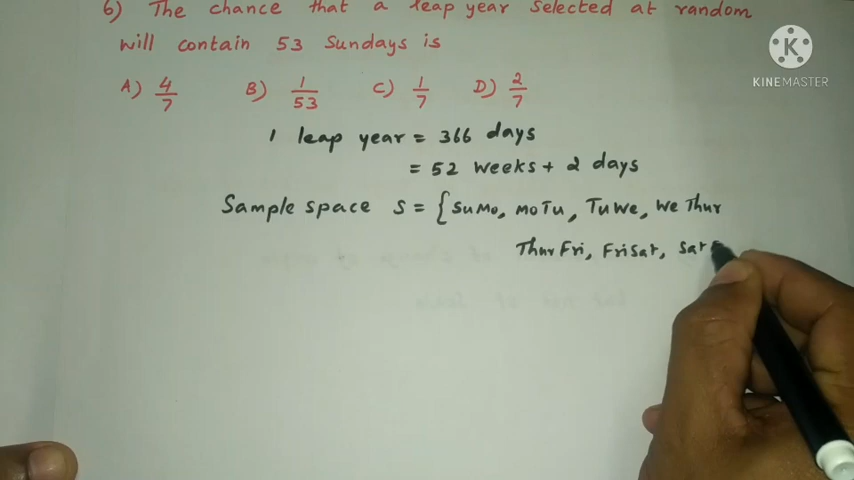 6) The chance that a leap year selected at random
will contain 53 Sundays is
A) 4/7 B) 1/53 C) 1/7 D) 2/7
1 leap year = 366 days
= 52 weeks + 2 days
Sample space S = {SuMo, MoTu, TuWe, We Thur
ThurFri, FriSat, Sat
K
KINEMASTER